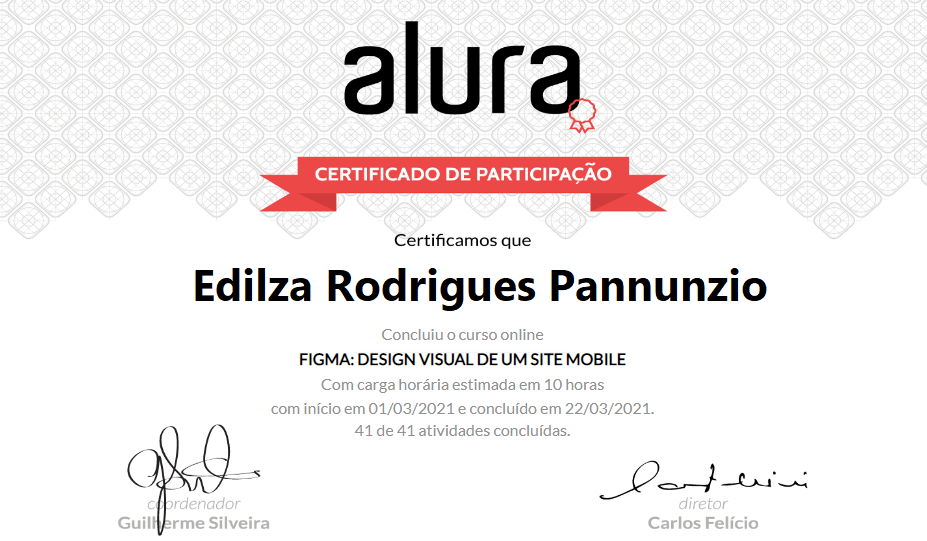 alura
CERTIFICADO DE PARTICIPAÇÃO
Certificamos que
Edilza Rodrigues Pannunzio
Concluiu o curso online
FIGMA: DESIGN VISUAL DE UM SITE MOBILE
Com carga horária estimada em 10 horas
com início em 01/03/2021 e concluído em 22/03/2021.
41 de 41 atividades concluídas.
coordenador
Guilherme Silveira
diretor
Carlos Felício